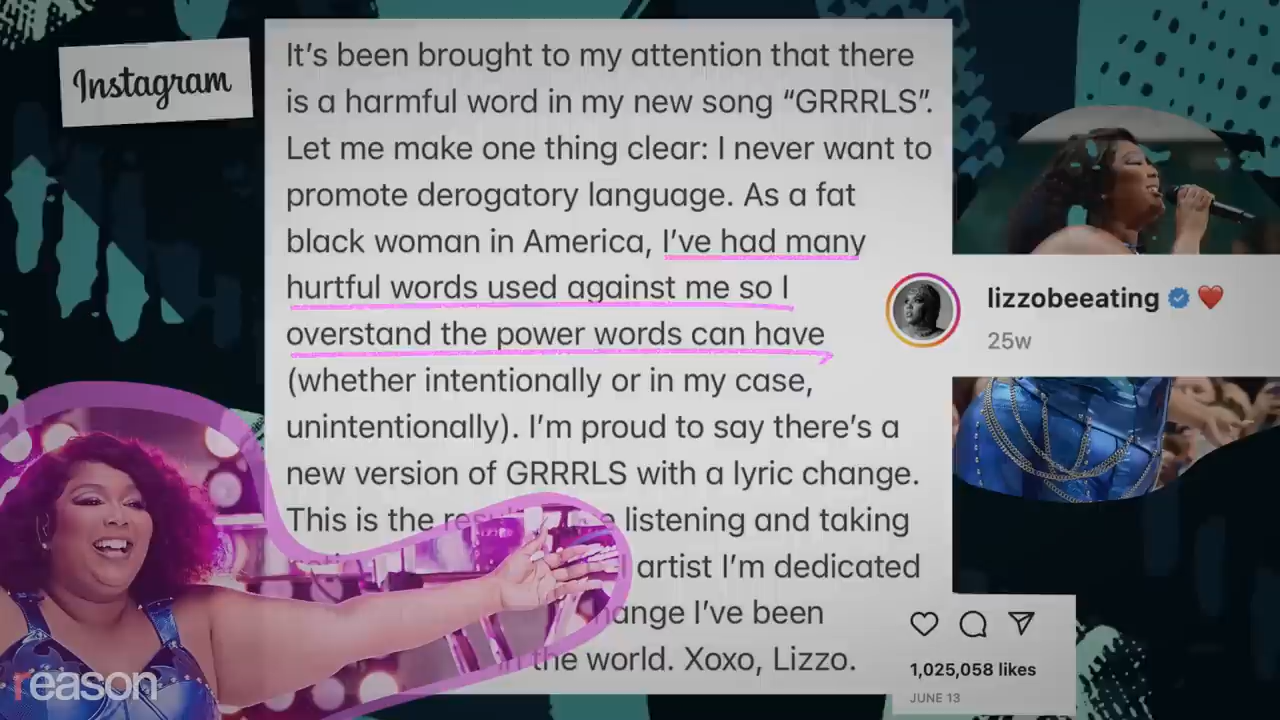 Instagram
It’s been brought to my attention that there
is a harmful word in my new song “GRRRLS”.
Let me make one thing clear: I never want to
promote derogatory language. As a fat
black woman in America, I’ve had many
hurtful words used against me so I
overstand the power words can have
(whether intentionally or in my case,
unintentionally). I’m proud to say there’s a
new version of GRRRLS with a lyric change.
This is the listening and taking
artist I’m dedicated
I’ve been
the world. Xoxo, Lizzo.
lizzobeeating
25w
1,025,058 likes
JUNE 13
reason